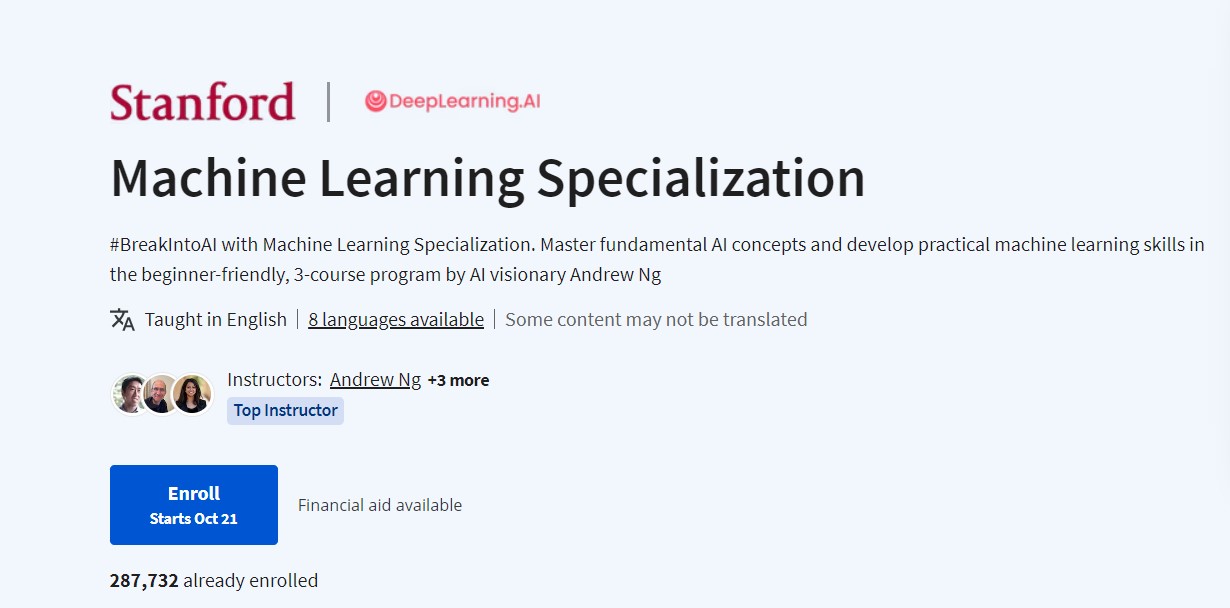 Stanford | DeepLearning.AI
Machine Learning Specialization
#BreakIntoAI with Machine Learning Specialization. Master fundamental AI concepts and develop practical machine learning skills in
the beginner-friendly, 3-course program by AI visionary Andrew Ng
Taught in English | 8 languages available | Some content may not be translated
Instructors: Andrew Ng +3 more
Top Instructor
Enroll
Starts Oct 21
Financial aid available
287,732 already enrolled